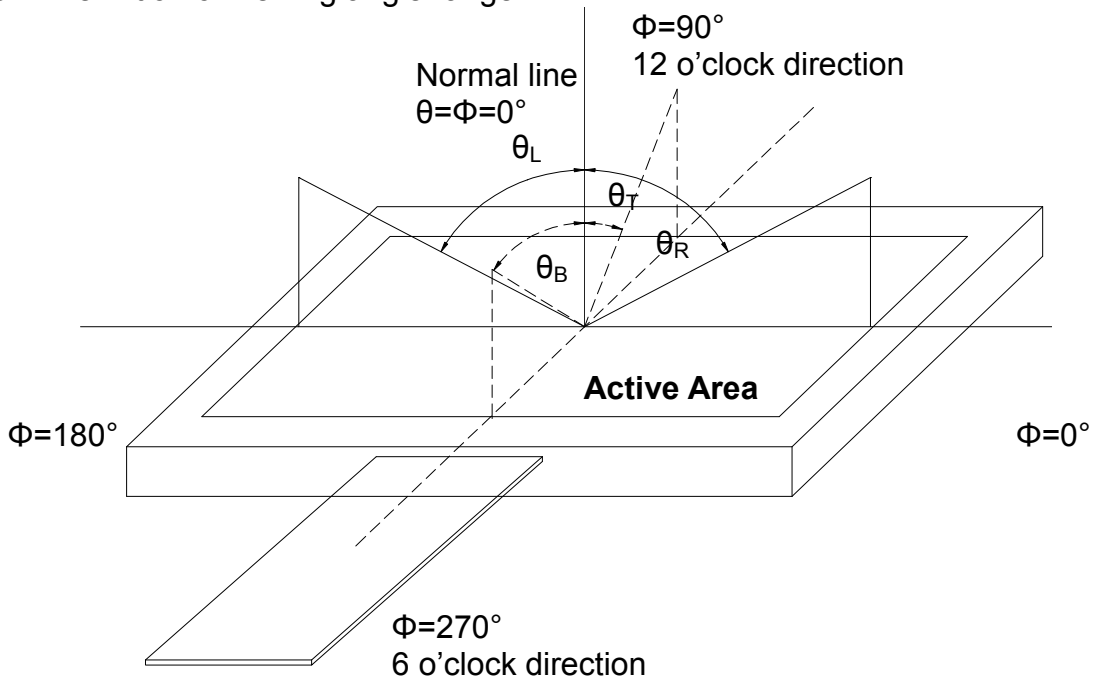 Φ=90°
12 o’clock direction
Normal line
θ=Φ=0°
θL
θT
θR
θB
Active Area
Φ=180°
Φ=0°
Φ=270°
6 o’clock direction